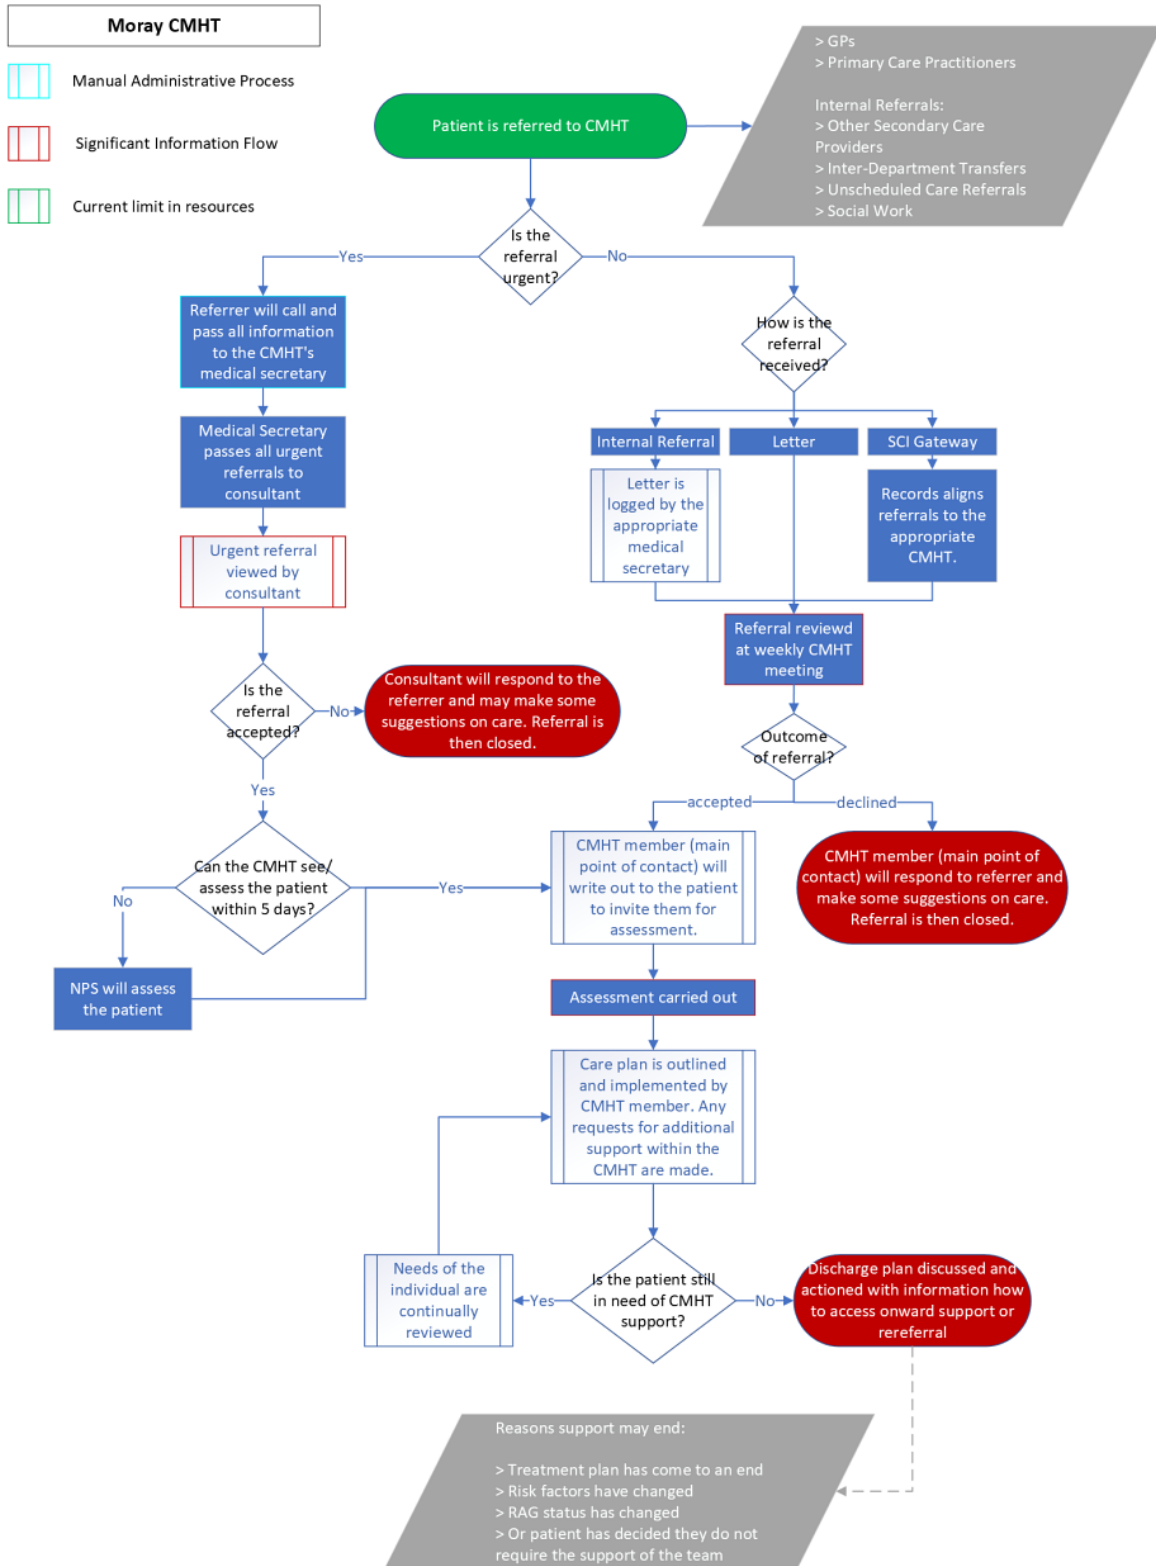 Moray CMHT
Manual Administrative Process
Significant Information Flow
Current limit in resources
> GPs
> Primary Care Practitioners
Internal Referrals:
> Other Secondary Care
Providers
> Inter-Department Transfers
> Unscheduled Care Referrals
> Social Work
Patient is referred to CMHT
Is the
referral
urgent?
Yes
No
Referrer will call and
pass all information
to the CMHT's
medical secretary
How is the
referral
received?
Medical Secretary
passes all urgent
referrals to
consultant
Internal Referral
Letter
SCI Gateway
Letter is
logged by the
appropriate
medical
secretary
Records aligns
referrals to the
appropriate
CMHT.
Urgent referral
viewed by
consultant
Referral reviewd
at weekly CMHT
meeting
Is the
referral
accepted?
No
Consultant will respond to the
referrer and may make some
suggestions on care. Referral is
then closed.
Outcome
of referral?
Yes
accepted
declined
Can the CMHT see/
assess the patient
within 5 days?
No
Yes
CMHT member (main
point of contact) will
write out to the patient
to invite them for
assessment.
CMHT member (main point of
contact) will respond to referrer and
make some suggestions on care.
Referral is then closed.
NPS will assess
the patient
Assessment carried out
Care plan is outlined
and implemented by
CMHT member. Any
requests for additional
support within the
CMHT are made.
Needs of the
individual are
continually
reviewed
Yes
Is the patient still
in need of CMHT
support?
No
Discharge plan discussed and
actioned with information how
to access onward support or
rereferral
Reasons support may end:
> Treatment plan has come to an end
> Risk factors have changed
> RAG status has changed
> Or patient has decided they do not
require the support of the team